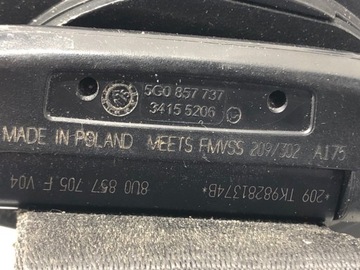 5G0 857 737
3415 5206
MADE IN POLAND MEETS FMVSS 209/302 A175
8U0 857 705 F V04
*209 TK98281374B*